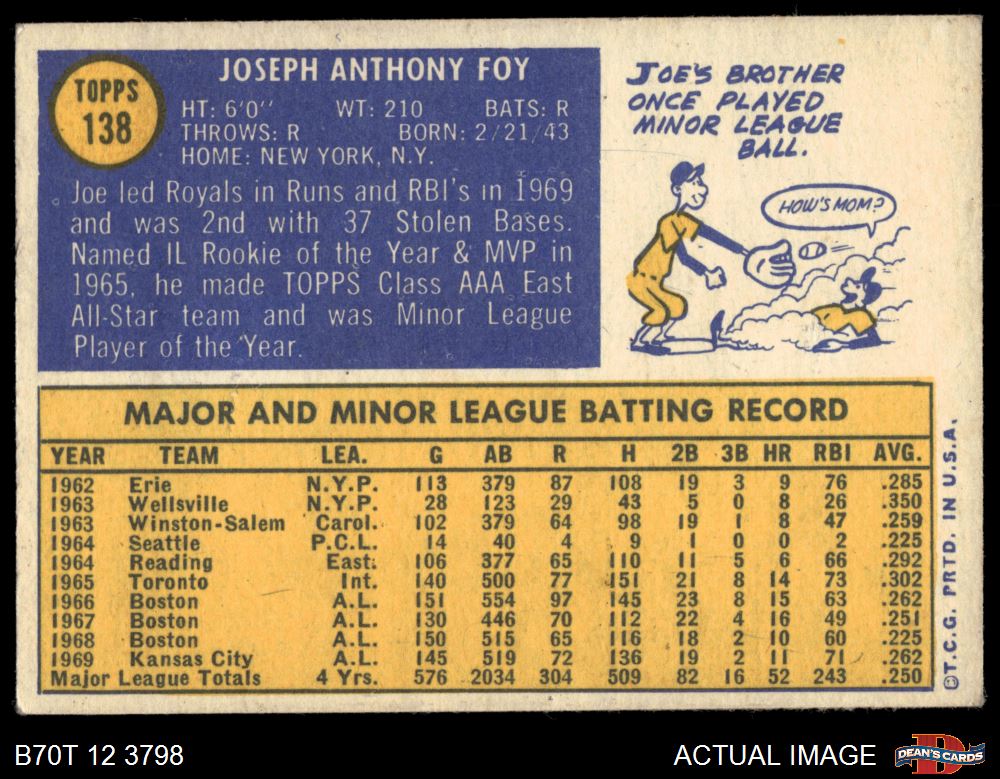 TOPPS
138
JOSEPH ANTHONY FOY
HT: 6'0" WT: 210 BATS: R
THROWS: R BORN: 2/21/43
HOME: NEW YORK, N.Y.
Joe led Royals in Runs and RBI's in 1969
and was 2nd with 37 Stolen Bases.
Named IL Rookie of the Year & MVP in
1965, he made TOPPS Class AAA East
All-Star team and was Minor League
Player of the Year.
JOE'S BROTHER
ONCE PLAYED
MINOR LEAGUE
BALL.
HOW'S MOM?
MAJOR AND MINOR LEAGUE BATTING RECORD
YEAR TEAM LEA. G AB R H 2B 3B HR RBI AVG.
1962 Erie N.Y.P. 113 379 87 108 19 3 9 76 .285
1963 Wellsville N.Y.P. 28 123 29 43 5 0 8 26 .350
1963 Winston-Salem Carol. 102 379 64 98 19 1 8 47 .259
1964 Seattle P.C.L. 14 40 4 9 1 0 0 2 .225
1964 Reading East. 106 377 65 110 11 5 6 66 .292
1965 Toronto Int. 140 500 77 151 21 8 14 73 .302
1966 Boston A.L. 151 554 97 145 23 8 15 63 .262
1967 Boston A.L. 130 446 70 112 22 4 16 49 .251
1968 Boston A.L. 150 515 65 116 18 2 10 60 .225
1969 Kansas City A.L. 145 519 72 136 19 2 11 71 .262
Major League Totals 4 Yrs. 576 2034 304 509 82 16 52 243 .250
©T.C.G. PRTD. IN U.S.A.
B70T 12 3798
ACTUAL IMAGE
DEAN'S CARDS